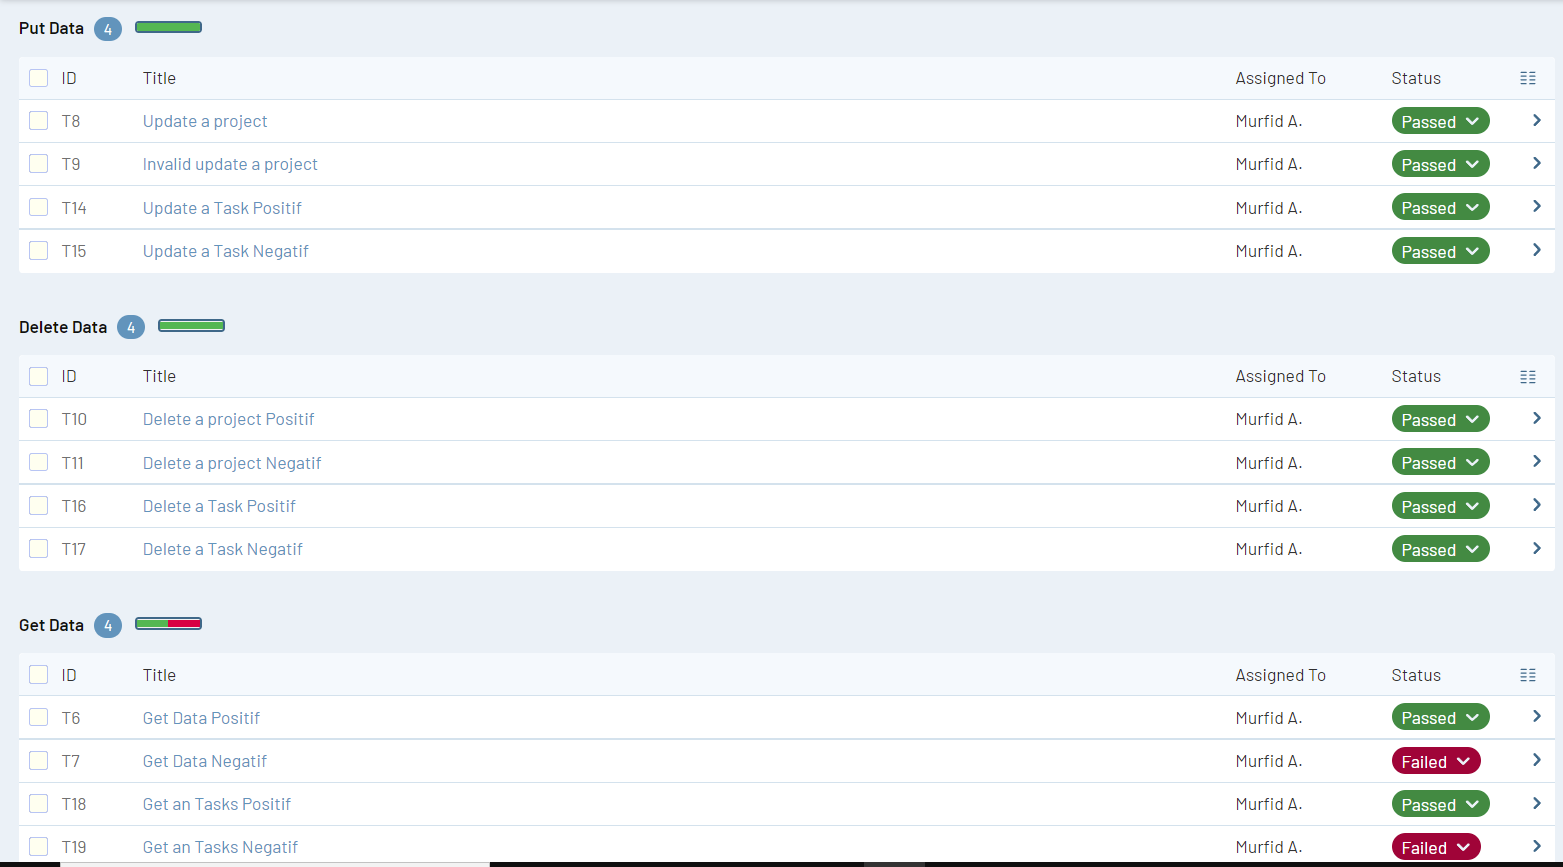 Put Data 4
ID Title Assigned To Status
T8 Update a project Murfid A. Passed
T9 Invalid update a project Murfid A. Passed
T14 Update a Task Positif Murfid A. Passed
T15 Update a Task Negatif Murfid A. Passed
Delete Data 4
ID Title Assigned To Status
T10 Delete a project Positif Murfid A. Passed
T11 Delete a project Negatif Murfid A. Passed
T16 Delete a Task Positif Murfid A. Passed
T17 Delete a Task Negatif Murfid A. Passed
Get Data 4
ID Title Assigned To Status
T6 Get Data Positif Murfid A. Passed
T7 Get Data Negatif Murfid A. Failed
T18 Get an Tasks Positif Murfid A. Passed
T19 Get an Tasks Negatif Murfid A. Failed